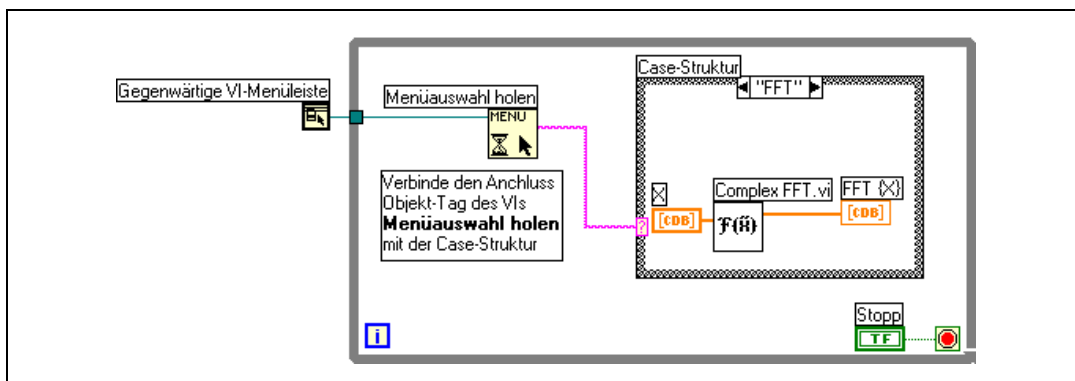 Gegenwärtige VI-Menüleiste
Menüauswahl holen
MENU
Verbinde den Anchluss
Objekt-Tag des VIs
Menüauswahl holen
mit der Case-Struktur
Case-Struktur
"FFT"
?
X
[CDB]
Complex FFT.vi
F(X)
FFT {X}
[CDB]
i
Stopp
TF